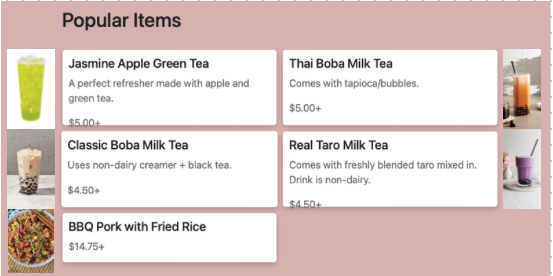 Popular Items
Jasmine Apple Green Tea
A perfect refresher made with apple and
green tea.
$5.00+
Thai Boba Milk Tea
Comes with tapioca/bubbles.
$5.00+
Classic Boba Milk Tea
Uses non-dairy creamer + black tea.
$4.50+
Real Taro Milk Tea
Comes with freshly blended taro mixed in.
Drink is non-dairy.
$4.50+
BBQ Pork with Fried Rice
$14.75+